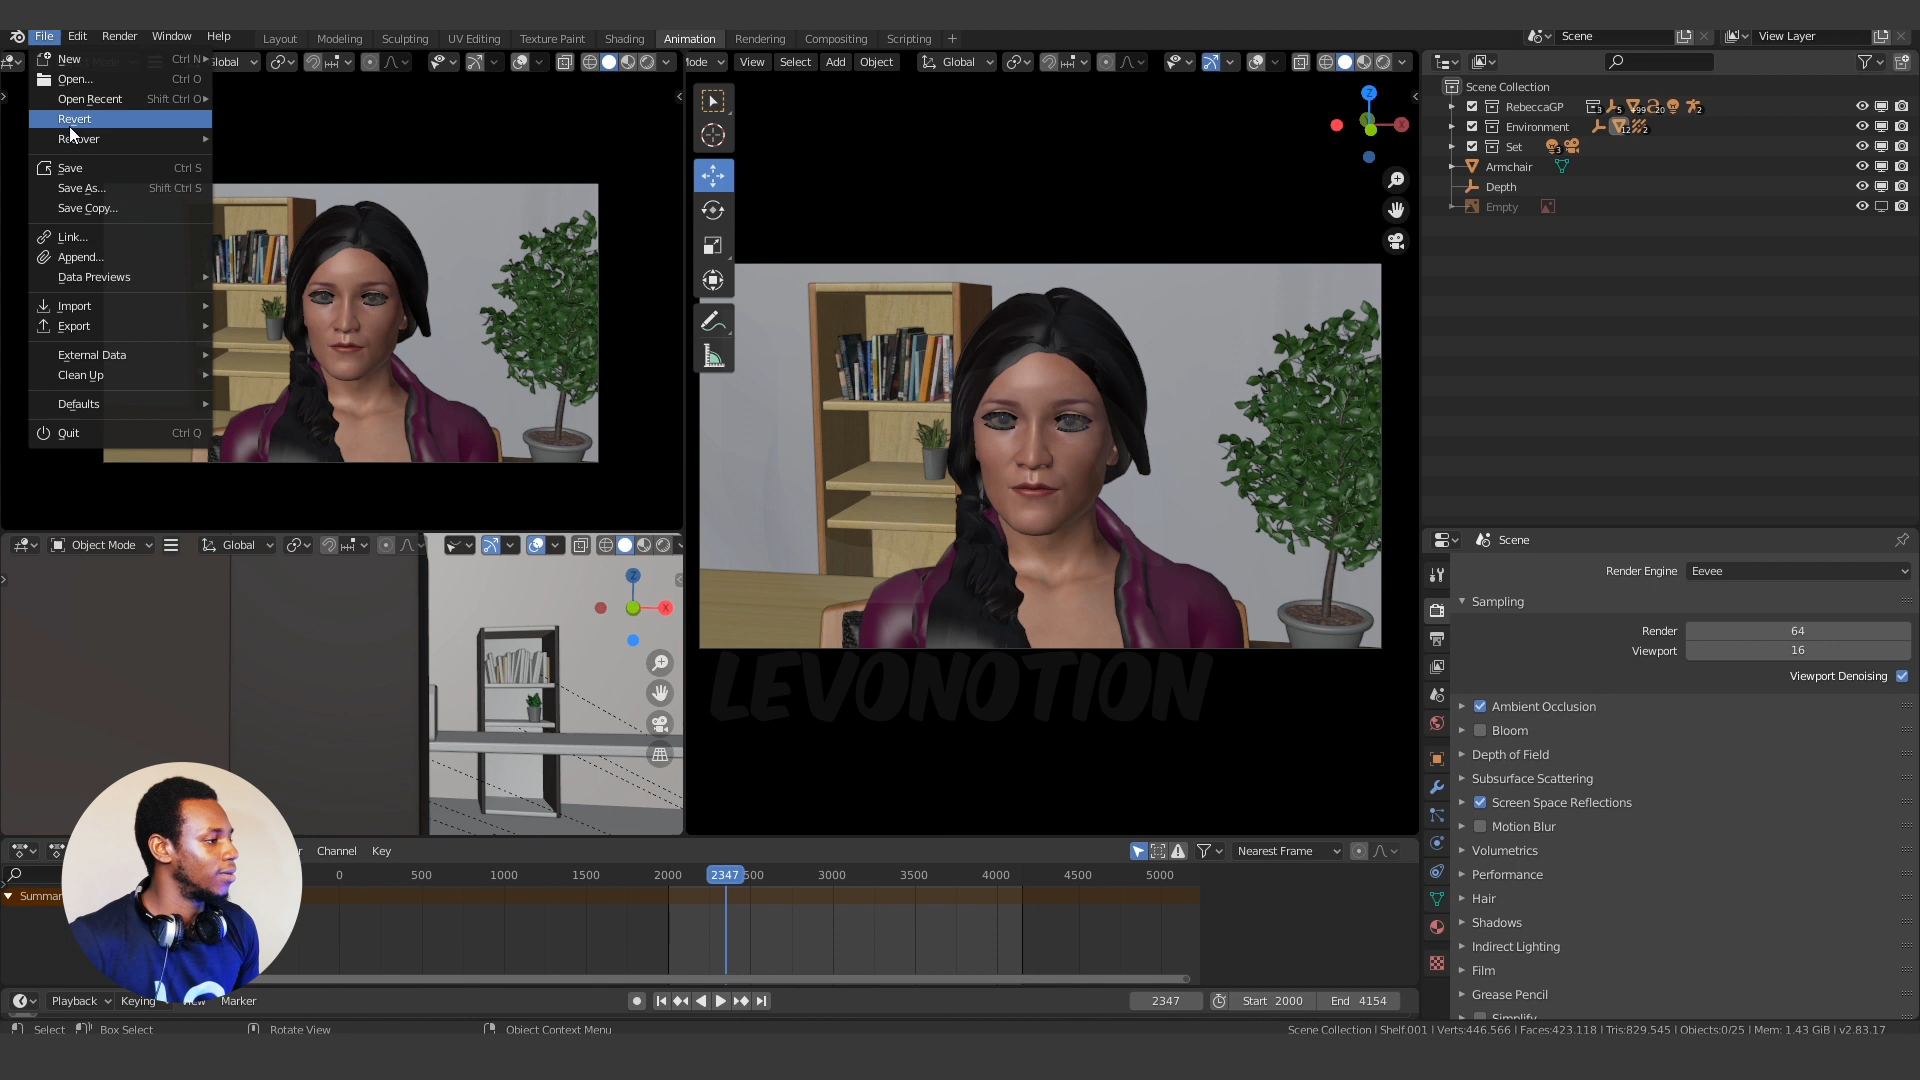 File Edit Render Window Help
Layout Modeling Sculpting UV Editing Texture Paint Shading Animation Rendering Compositing Scripting
Scene
View Layer
New Ctrl N
Open... Ctrl O
Open Recent Shift Ctrl O
Revert
Recover
Save Ctrl S
Save As... Shift Ctrl S
Save Copy...
Link...
Append...
Data Previews
Import
Export
External Data
Clean Up
Defaults
Quit Ctrl Q
View Select Add Object
Global
Scene Collection
RebeccaGP
Environment
Set
Armchair
Depth
Empty
Object Mode
Global
LEVONOTION
Scene
Render Engine Eevee
Sampling
Render 64
Viewport 16
Viewport Denoising
Ambient Occlusion
Bloom
Depth of Field
Subsurface Scattering
Screen Space Reflections
Motion Blur
Volumetrics
Performance
Hair
Shadows
Indirect Lighting
Film
Grease Pencil
Simplify
Channel Key
Nearest Frame
0 500 1000 1500 2000 2347 3000 3500 4000 4500 5000
Playback Keying Marker
2347
Start 2000
End 4154
Select Box Select Rotate View Object Context Menu
Scene Collection | Shelf.001 | Verts:446.566 | Faces:423.118 | Tris:829.545 | Objects:0/25 | Mem: 1.43 GiB | v2.83.17